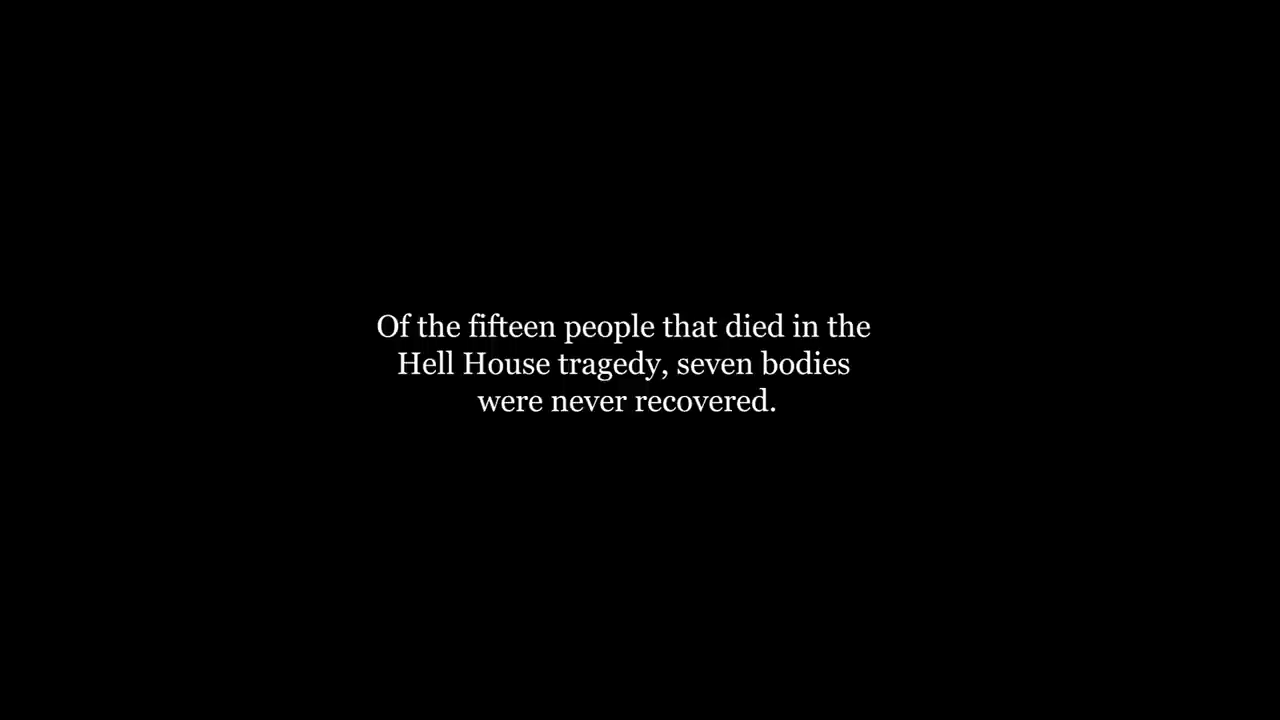 Of the fifteen people that died in the
Hell House tragedy, seven bodies
were never recovered.